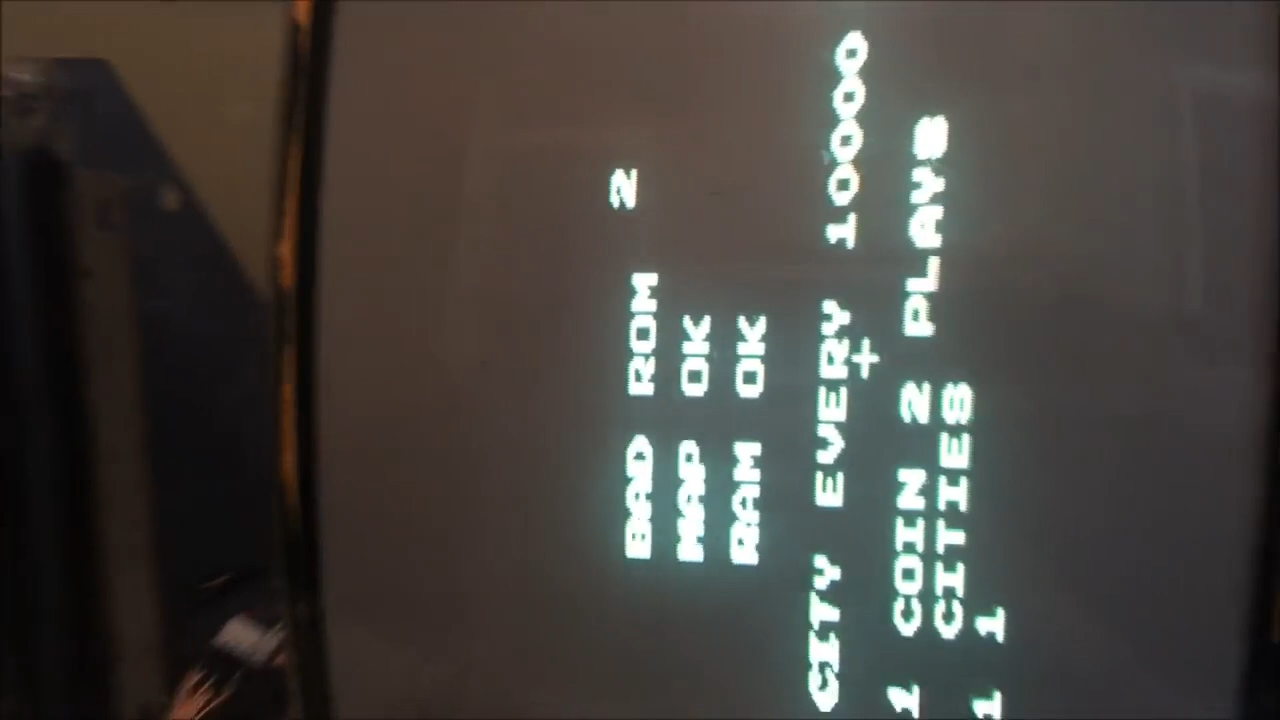 BAD ROM 2
MAP OK
RAM OK
CITY EVERY 10000
+
1 COIN 2 PLAYS
CITIES
1 1